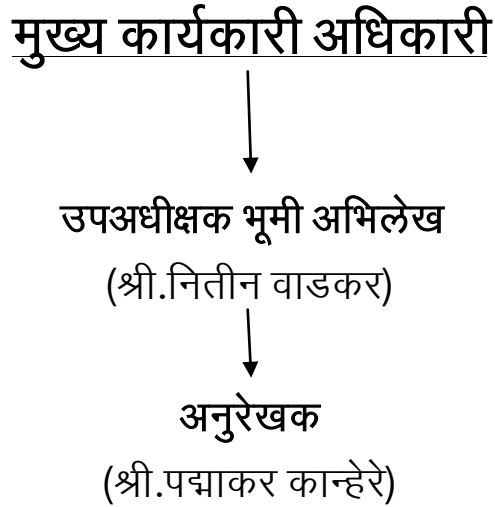 मुख्य कार्यकारी अधिकारी
उपअधीक्षक भूमी अभिलेख
(श्री.नितीन वाडकर)
अनुरेखक
(श्री.पद्माकर कान्हेरे)